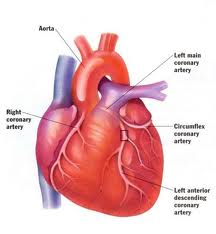 Aorta
Left main
coronary
artery
Right
coronary
artery
Circumflex
coronary
artery
Left anterior
descending
coronary
artery